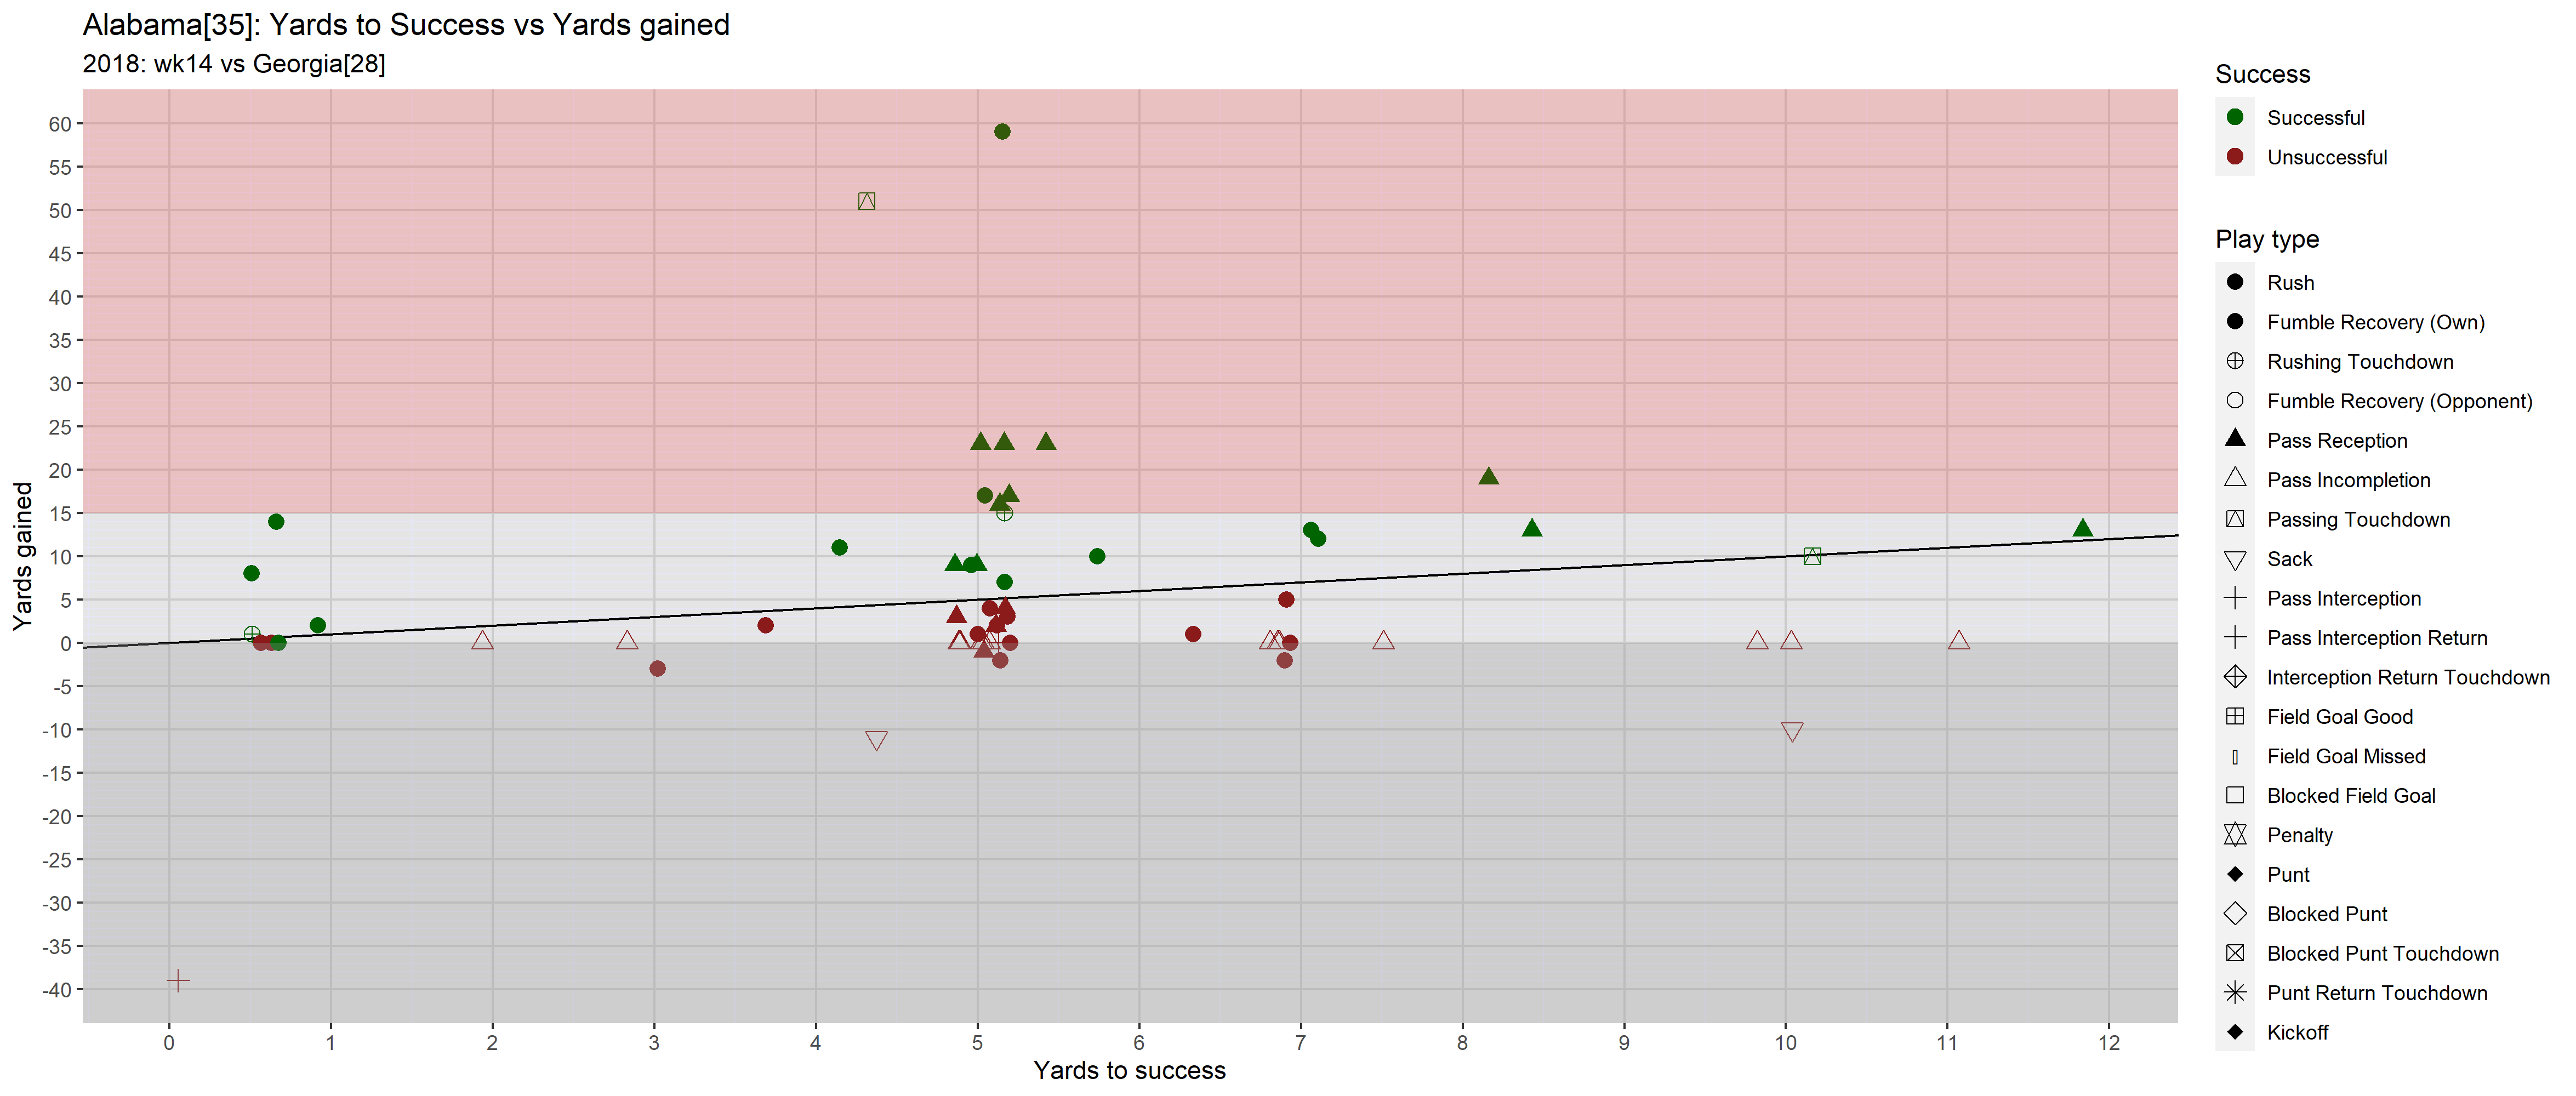 Alabama[35]: Yards to Success vs Yards gained
2018: wk14 vs Georgia[28]
Yards gained
60
55
50
45
40
35
30
25
20
15
10
5
0
-5
-10
-15
-20
-25
-30
-35
-40
0 1 2 3 4 5 6 7 8 9 10 11 12
Yards to success
Success
Successful
Unsuccessful
Play type
Rush
Fumble Recovery (Own)
Rushing Touchdown
Fumble Recovery (Opponent)
Pass Reception
Pass Incompletion
Passing Touchdown
Sack
Pass Interception
Pass Interception Return
Interception Return Touchdown
Field Goal Good
Field Goal Missed
Blocked Field Goal
Penalty
Punt
Blocked Punt
Blocked Punt Touchdown
Punt Return Touchdown
Kickoff